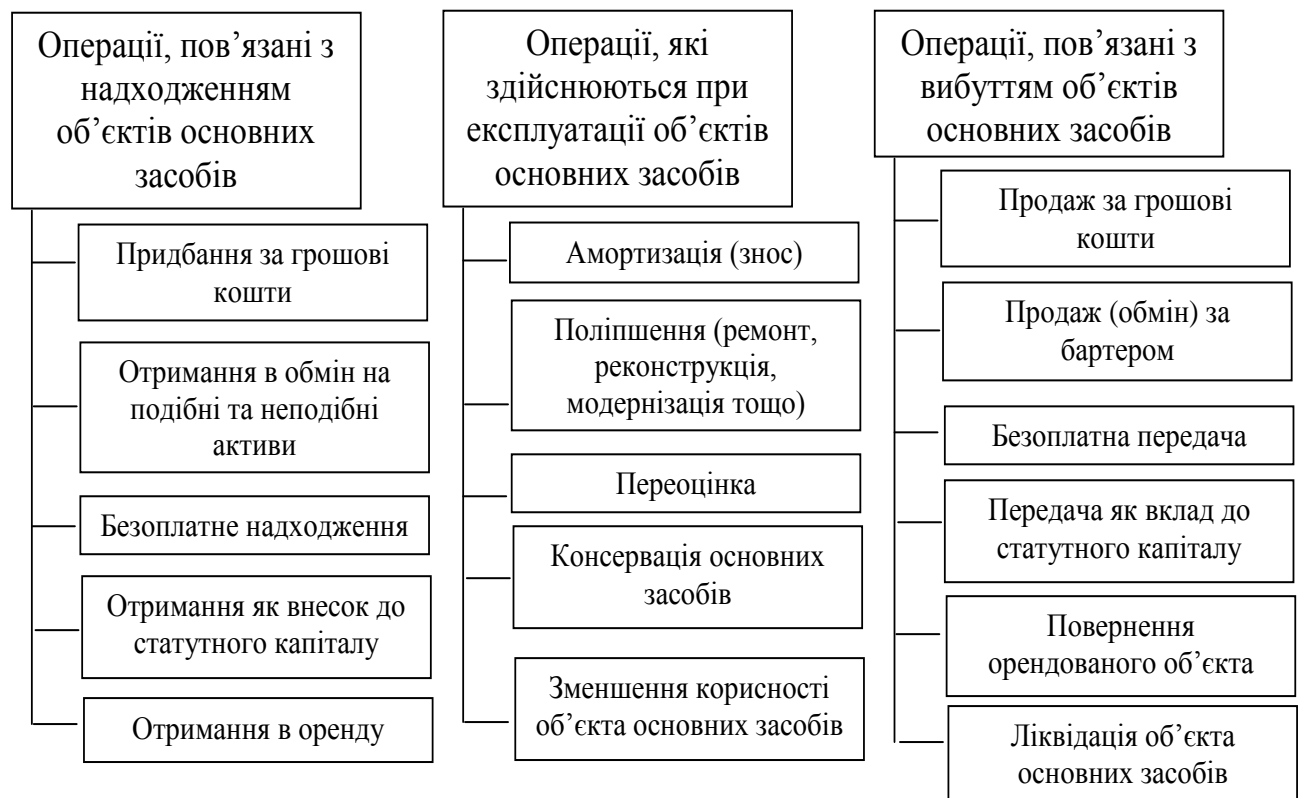 Операції, пов’язані з
надходженням
об’єктів основних
засобів
Придбання за грошові
кошти
Отримання в обмін на
подібні та неподібні
активи
Безоплатне надходження
Отримання як внесок до
статутного капіталу
Отримання в оренду
Операції, які
здійснюються при
експлуатації об’єктів
основних засобів
Амортизація (знос)
Поліпшення (ремонт,
реконструкція,
модернізація тощо)
Переоцінка
Консервація основних
засобів
Зменшення корисності
об’єкта основних засобів
Операції, пов’язані з
вибуттям об’єктів
основних засобів
Продаж за грошові
кошти
Продаж (обмін) за
бартером
Безоплатна передача
Передача як вклад до
статутного капіталу
Повернення
орендованого об’єкта
Ліквідація об’єкта
основних засобів